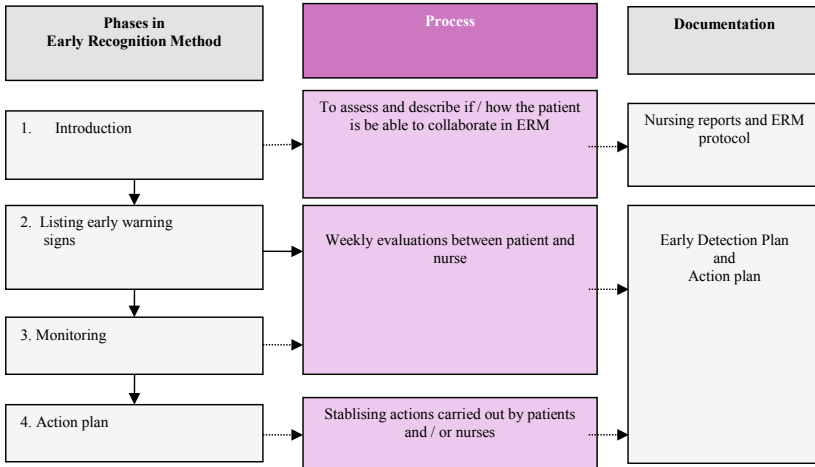 Phases in
Early Recognition Method
Process
Documentation
1. Introduction
To assess and describe if / how the patient
is be able to collaborate in ERM
Nursing reports and ERM
protocol
2. Listing early warning
signs
Weekly evaluations between patient and
nurse
Early Detection Plan
and
Action plan
3. Monitoring
4. Action plan
Stablising actions carried out by patients
and / or nurses